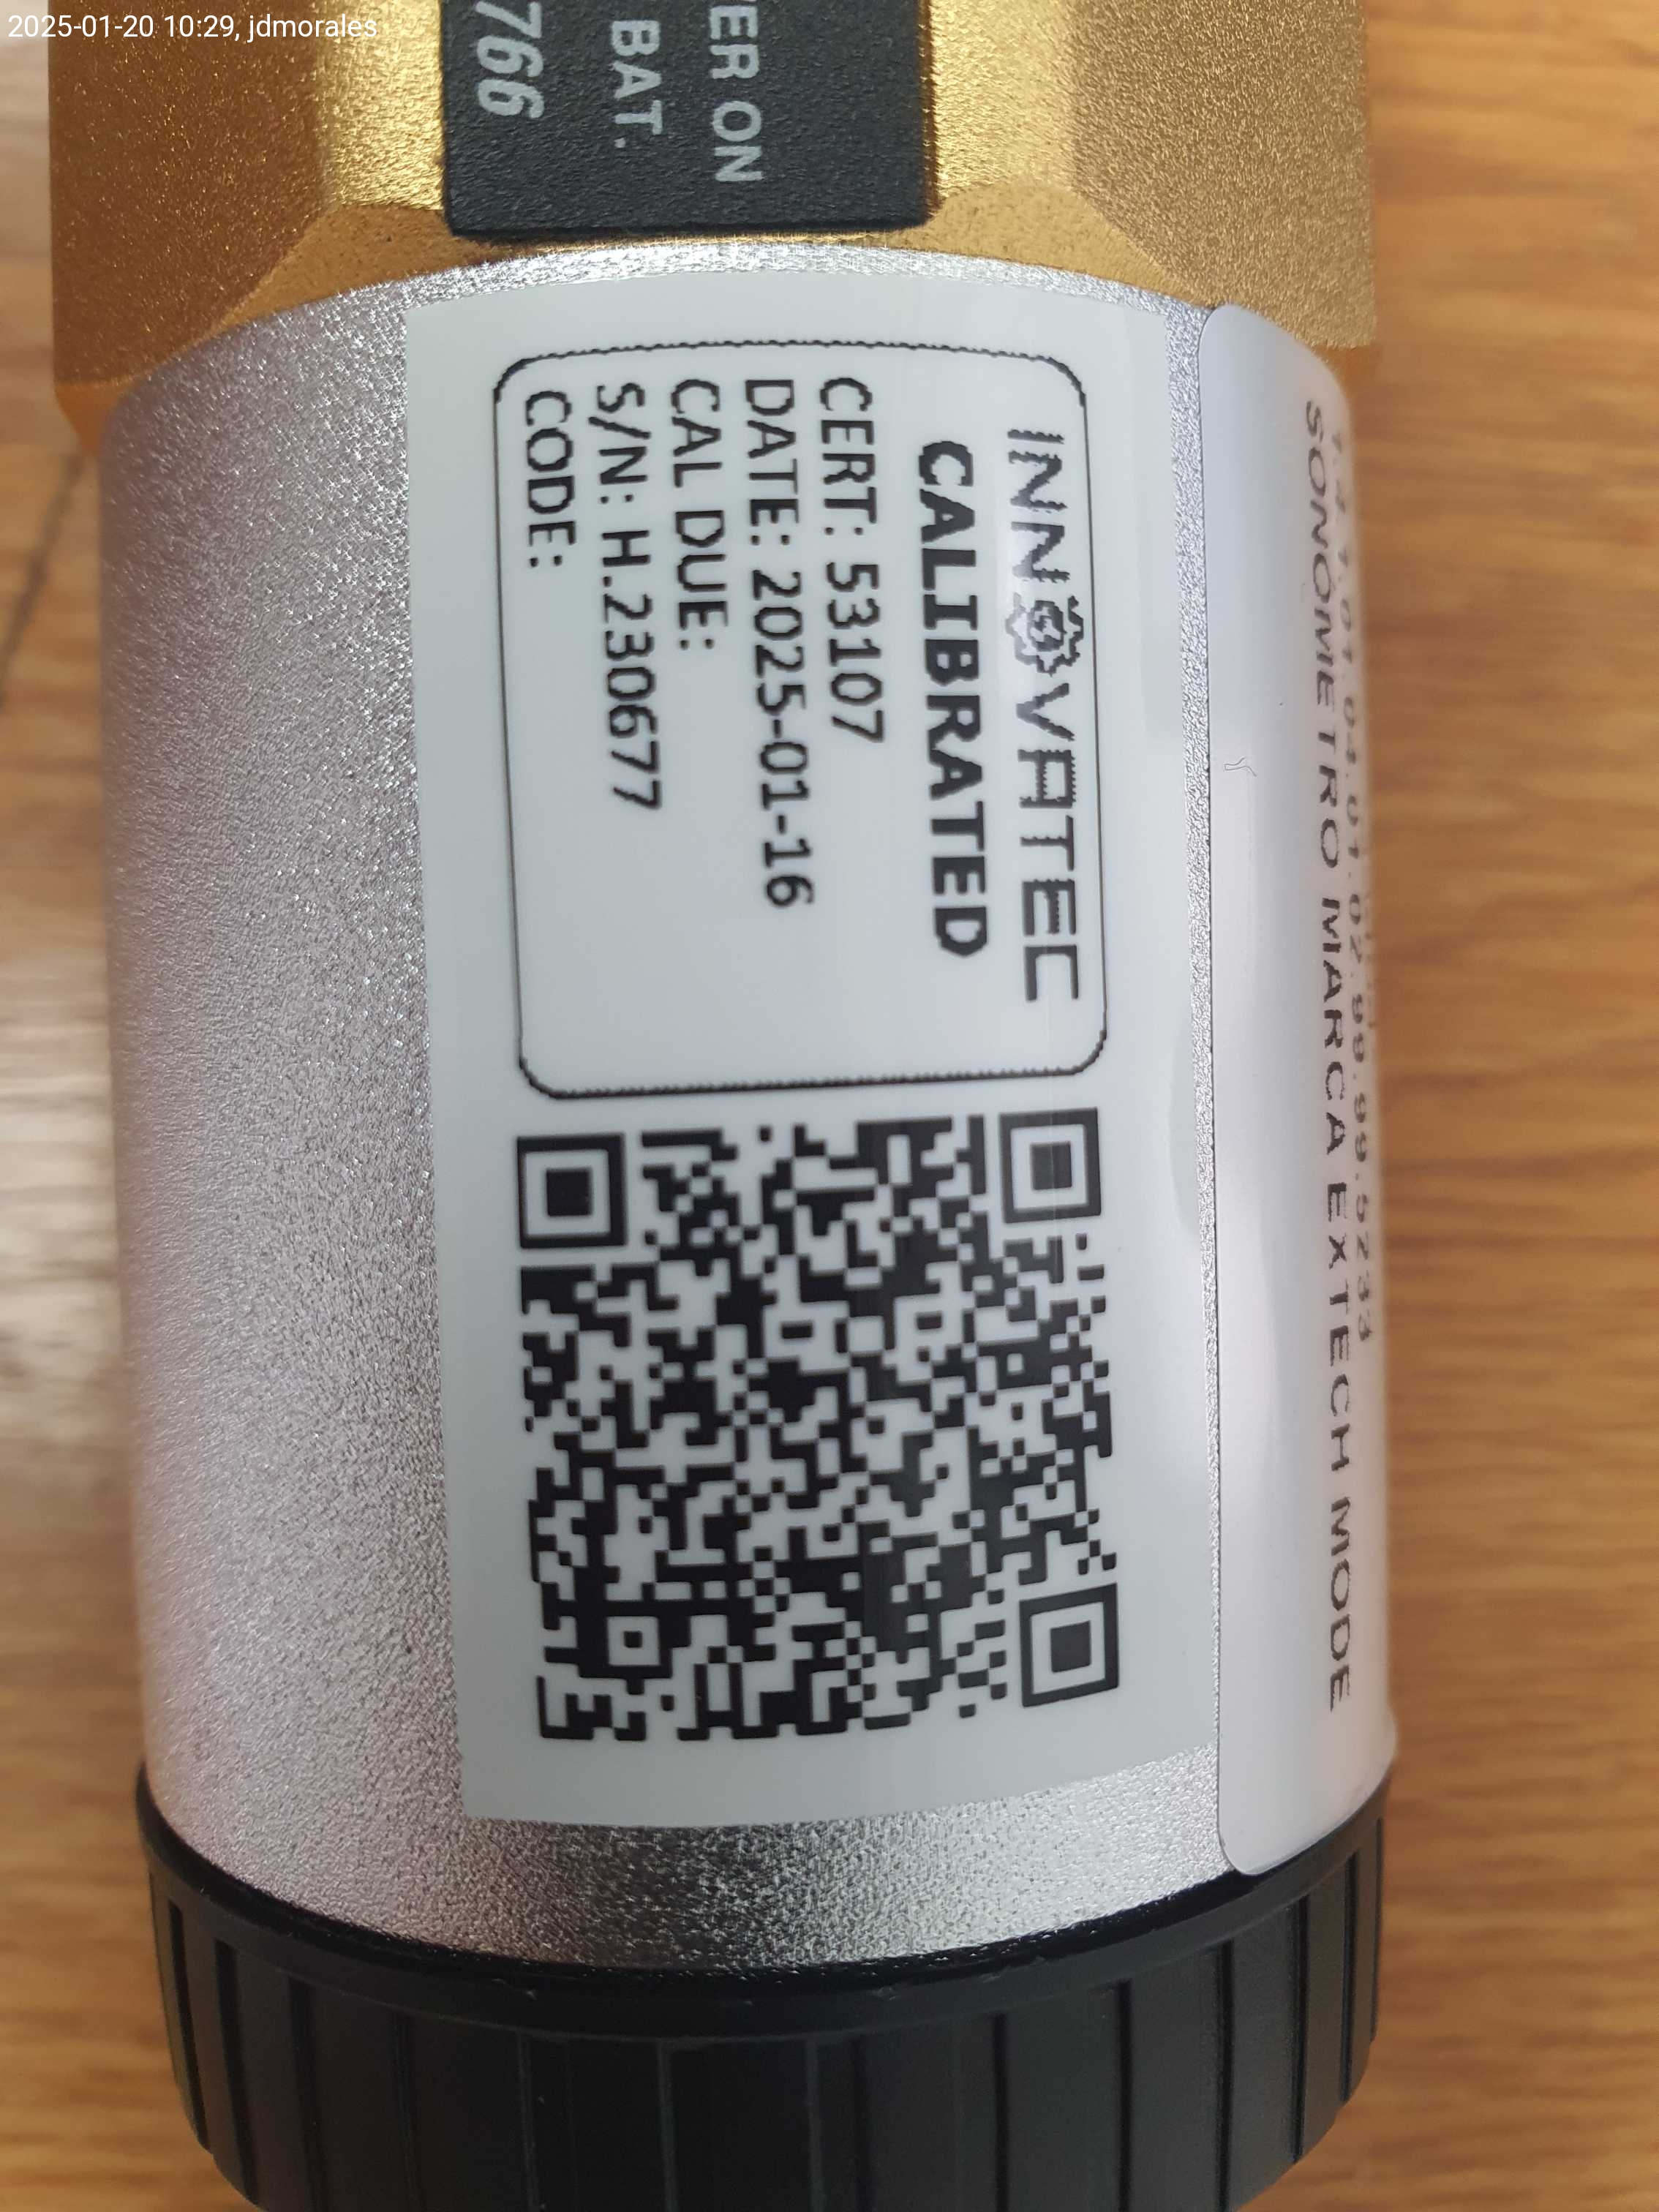 2025-01-20 10:29, jdmorales
ER ON
BAT.
766
INNOVATEC
CALIBRATED
CERT: 53107
DATE: 2025-01-16
CAL DUE:
S/N: H.230677
CODE:
SONOMETRO MARCA EXTECH MODE